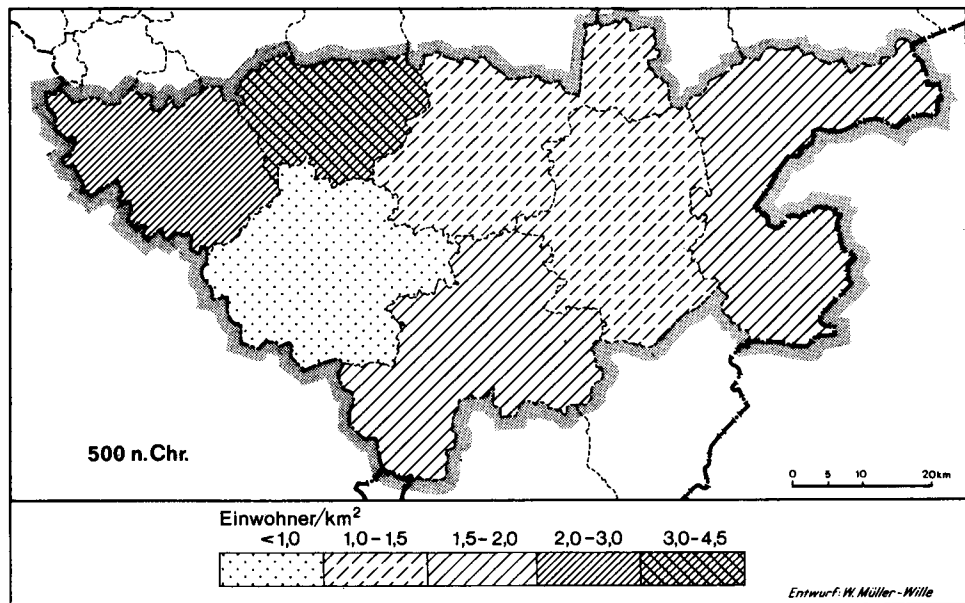 500 n.Chr.
0 5 10 20km
Einwohner/km²
<1,0 1,0–1,5 1,5–2,0 2,0–3,0 3,0–4,5
Entwurf: W. Müller-Wille